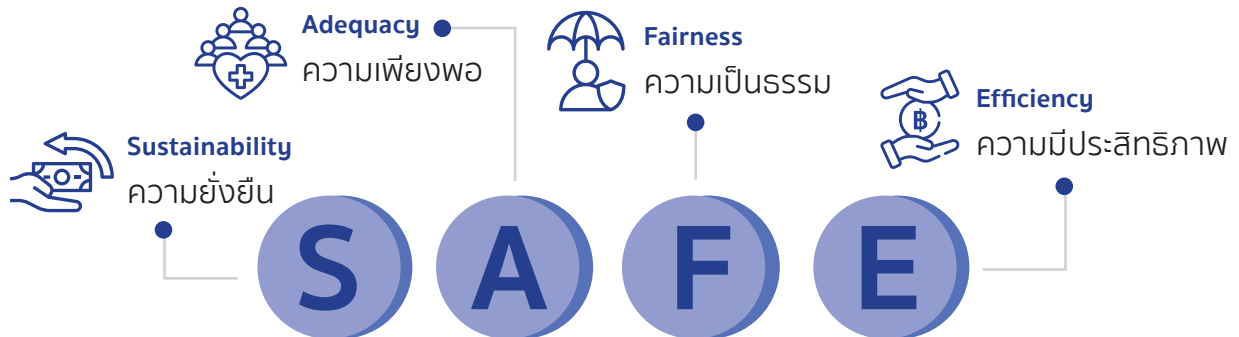 Adequacy
ความเพียงพอ
Fairness
ความเป็นธรรม
Efficiency
ความมีประสิทธิภาพ
Sustainability
ความยั่งยืน
฿
S A F E